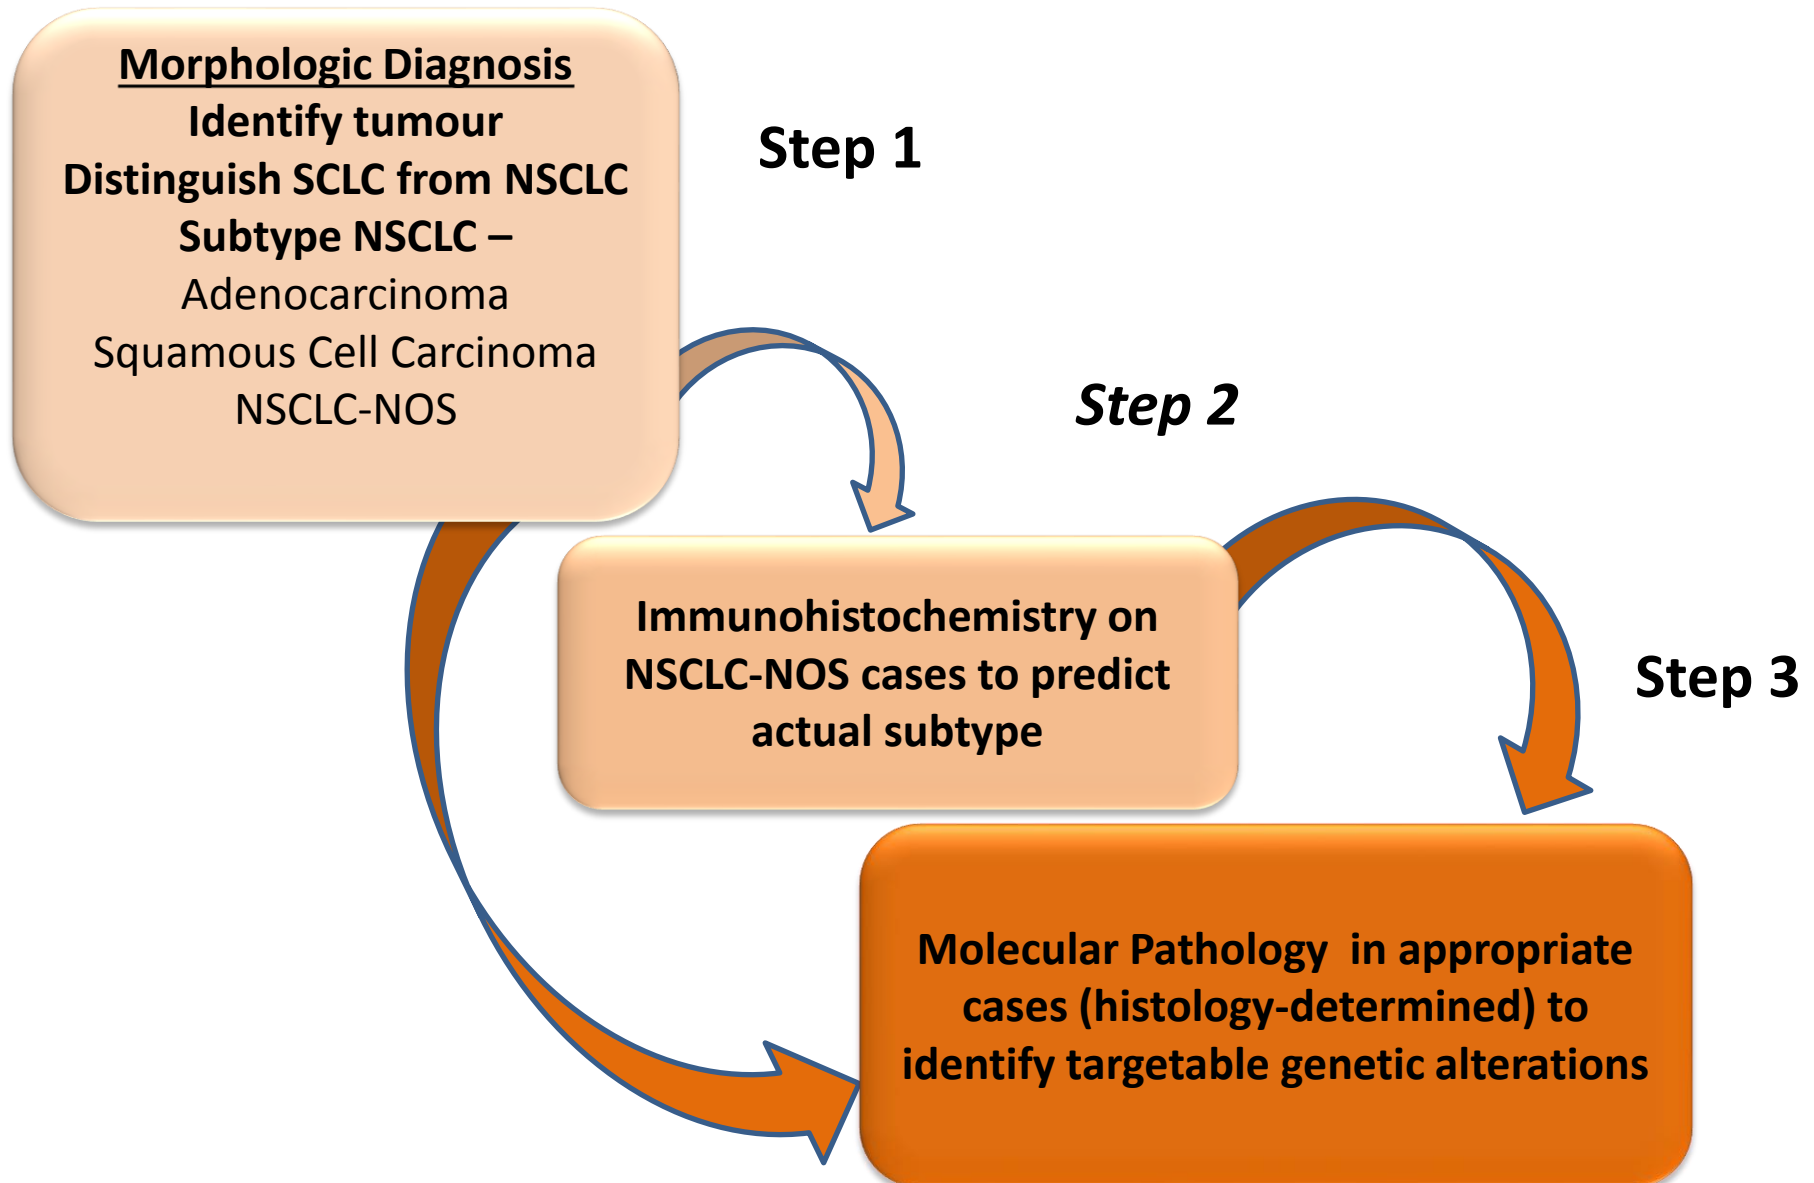 Morphologic Diagnosis
Identify tumour
Distinguish SCLC from NSCLC
Subtype NSCLC –
Adenocarcinoma
Squamous Cell Carcinoma
NSCLC-NOS
Step 1
Step 2
Immunohistochemistry on
NSCLC-NOS cases to predict
actual subtype
Step 3
Molecular Pathology  in appropriate
cases (histology-determined) to
identify targetable genetic alterations